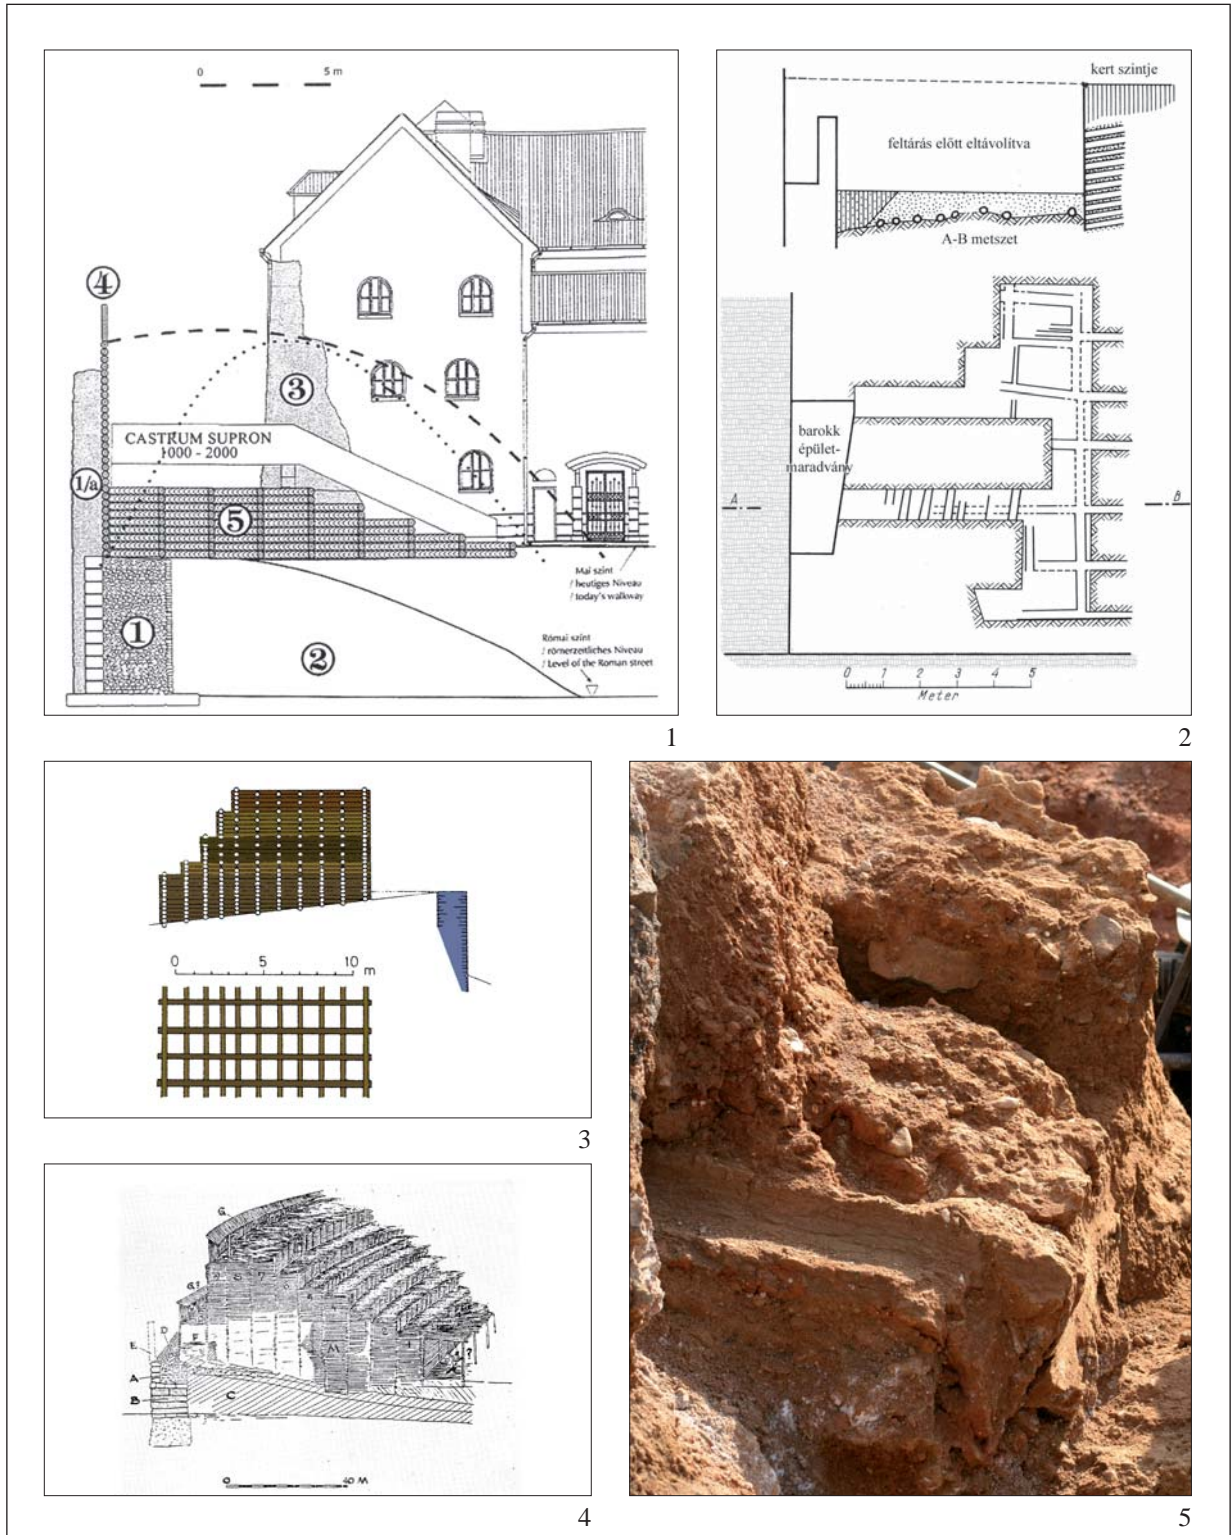 0 5 m
4
3
CASTRUM SUPRON
1000 - 2000
1/a
5
Mai szint
/ heutiges Niveau
/ today's walkway
1
2
Római szint
/ römerzeitliches Niveau
/ Level of the Roman street
1
kert szintje
feltárás előtt eltávolítva
A-B metszet
barokk
épület-
maradvány
A
B
0 1 2 3 4 5
Meter
2
0 5 10 m
3
G
G?
D
E
F
M
?
A
B
C
0 40 M
4
5